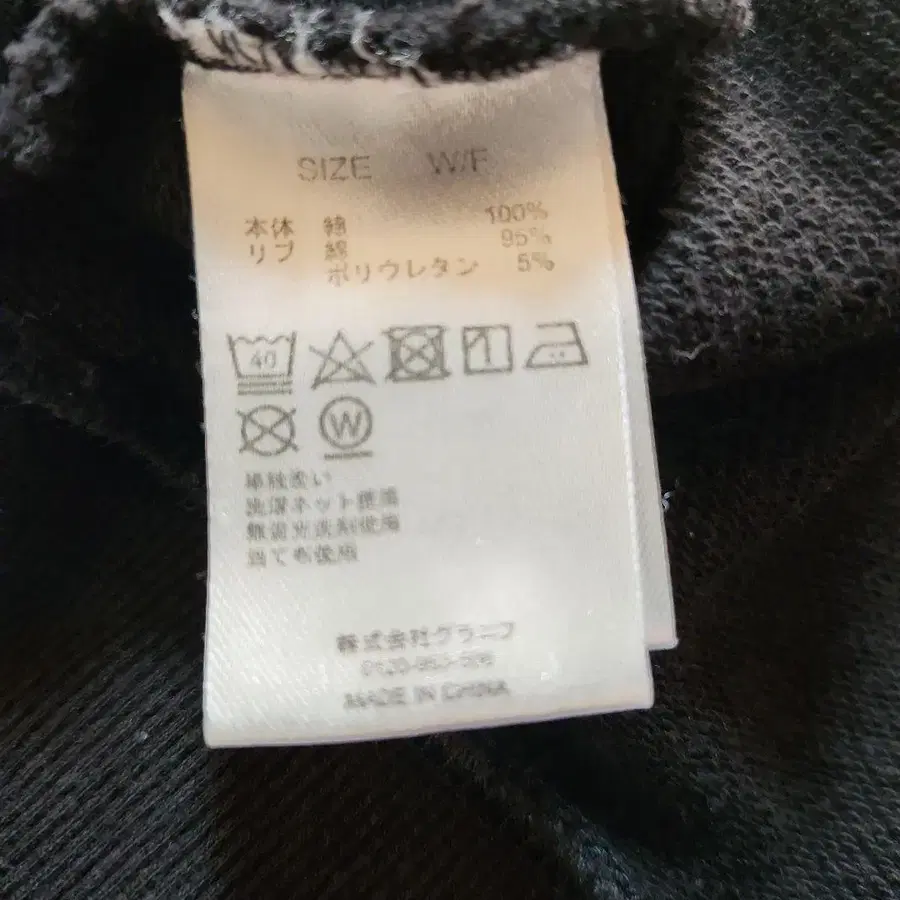 SIZE W/F
本体 綿 100%
リブ 綿 95%
ポリウレタン 5%
40
W
単独洗い
洗濯ネット使用
無蛍光洗剤使用
当て布使用
株式会社グラニフ
MADE IN CHINA